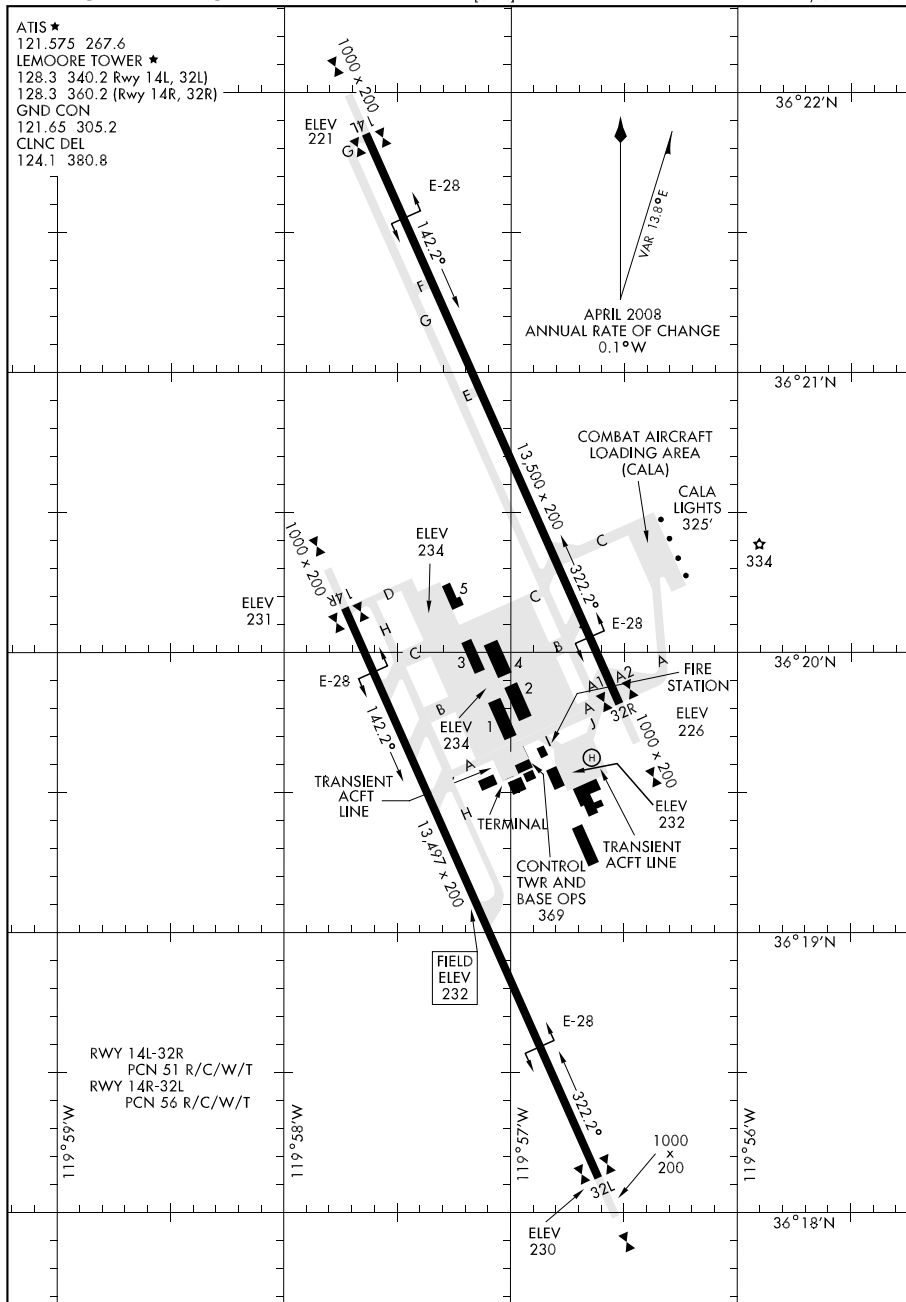 ATIS ★
121.575 267.6
LEMOORE TOWER ★
128.3 340.2 Rwy 14L, 32L)
128.3 360.2 (Rwy 14R, 32R)
GND CON
121.65 305.2
CLNC DEL
124.1 380.8
1000 x 200
36°22'N
ELEV
221
14L
G
E-28
142.2°
VAR 13.8°E
F
G
APRIL 2008
ANNUAL RATE OF CHANGE
0.1°W
36°21'N
E
13,500 x 200
COMBAT AIRCRAFT
LOADING AREA
(CALA)
CALA
LIGHTS
325'
334
1000 x 200
ELEV
234
C
322.2°
ELEV
231
14R
D
5
C
H
E-28
C
B
36°20'N
3
4
E-28
A
FIRE
STATION
A1
A2
2
B
ELEV
234
1
A
J
32R
ELEV
226
142.2°
I
H
1000 x 200
A
TRANSIENT
ACFT
LINE
H
TERMINAL
ELEV
232
TRANSIENT
ACFT LINE
13,497 x 200
CONTROL
TWR AND
BASE OPS
369
36°19'N
FIELD
ELEV
232
E-28
RWY 14L-32R
PCN 51 R/C/W/T
RWY 14R-32L
PCN 56 R/C/W/T
322.2°
119°59'W
119°58'W
119°57'W
119°56'W
1000
x
200
32L
36°18'N
ELEV
230